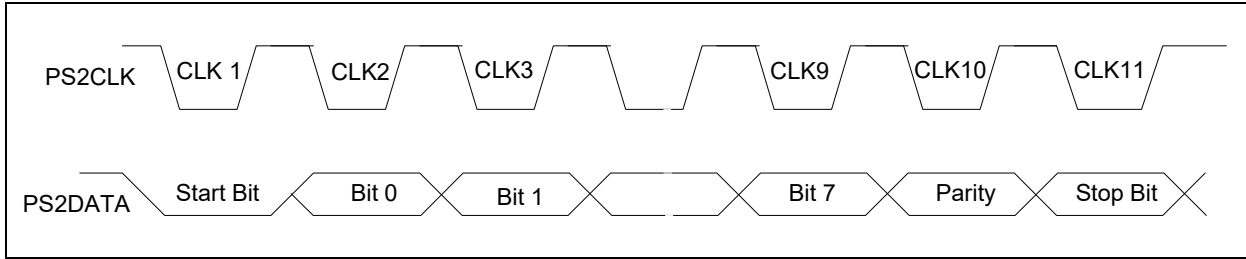 PS2CLK CLK 1 CLK2 CLK3 CLK9 CLK10 CLK11
PS2DATA Start Bit Bit 0 Bit 1 Bit 7 Parity Stop Bit